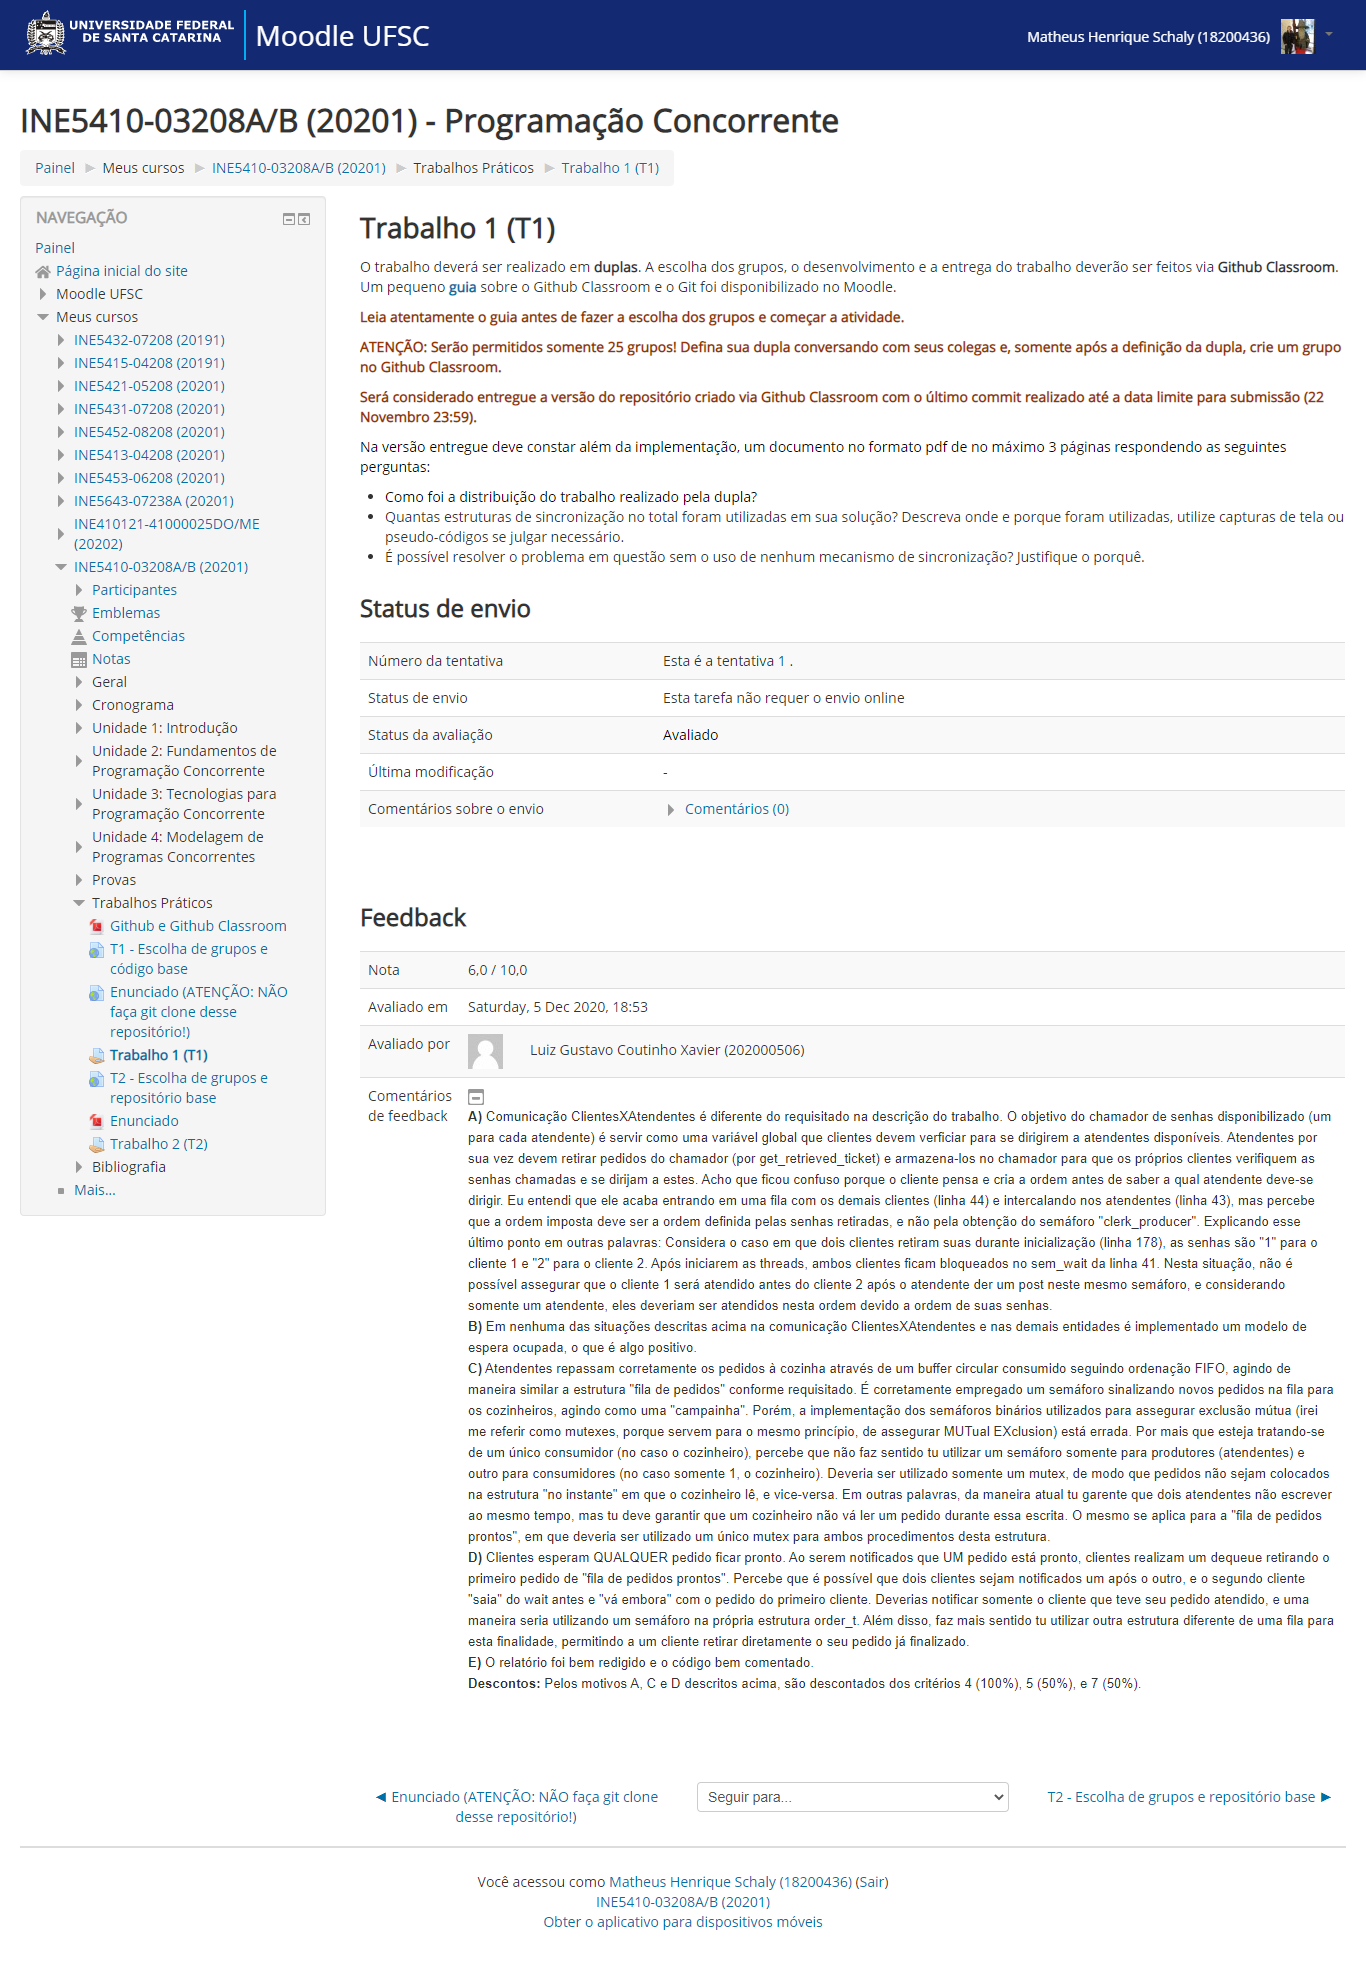 UNIVERSIDADE FEDERAL
DE SANTA CATARINA
Moodle UFSC
Matheus Henrique Schaly (18200436)
INE5410-03208A/B (20201) - Programação Concorrente
Painel ► Meus cursos ► INE5410-03208A/B (20201) ► Trabalhos Práticos ► Trabalho 1 (T1)
NAVEGAÇÃO
Painel
Página inicial do site
Moodle UFSC
Meus cursos
INE5432-07208 (20191)
INE5415-04208 (20191)
INE5421-05208 (20201)
INE5431-07208 (20201)
INE5452-08208 (20201)
INE5413-04208 (20201)
INE5453-06208 (20201)
INE5643-07238A (20201)
INE410121-41000025DO/ME
(20202)
INE5410-03208A/B (20201)
Participantes
Emblemas
Competências
Notas
Geral
Cronograma
Unidade 1: Introdução
Unidade 2: Fundamentos de
Programação Concorrente
Unidade 3: Tecnologias para
Programação Concorrente
Unidade 4: Modelagem de
Programas Concorrentes
Provas
Trabalhos Práticos
Github e Github Classroom
T1 - Escolha de grupos e
código base
Enunciado (ATENÇÃO: NÃO
faça git clone desse
repositório!)
Trabalho 1 (T1)
T2 - Escolha de grupos e
repositório base
Enunciado
Trabalho 2 (T2)
Bibliografia
Mais...
Trabalho 1 (T1)
O trabalho deverá ser realizado em duplas. A escolha dos grupos, o desenvolvimento e a entrega do trabalho deverão ser feitos via Github Classroom.
Um pequeno guia sobre o Github Classroom e o Git foi disponibilizado no Moodle.
Leia atentamente o guia antes de fazer a escolha dos grupos e começar a atividade.
ATENÇÃO: Serão permitidos somente 25 grupos! Defina sua dupla conversando com seus colegas e, somente após a definição da dupla, crie um grupo
no Github Classroom.
Será considerado entregue a versão do repositório criado via Github Classroom com o último commit realizado até a data limite para submissão (22
Novembro 23:59).
Na versão entregue deve constar além da implementação, um documento no formato pdf de no máximo 3 páginas respondendo as seguintes
perguntas:
• Como foi a distribuição do trabalho realizado pela dupla?
• Quantas estruturas de sincronização no total foram utilizadas em sua solução? Descreva onde e porque foram utilizadas, utilize capturas de tela ou
pseudo-códigos se julgar necessário.
• É possível resolver o problema em questão sem o uso de nenhum mecanismo de sincronização? Justifique o porquê.
Status de envio
Número da tentativa Esta é a tentativa 1 .
Status de envio Esta tarefa não requer o envio online
Status da avaliação Avaliado
Última modificação -
Comentários sobre o envio Comentários (0)
Feedback
Nota 6,0 / 10,0
Avaliado em Saturday, 5 Dec 2020, 18:53
Avaliado por Luiz Gustavo Coutinho Xavier (202000506)
Comentários
de feedback
A) Comunicação ClientesXAtendentes é diferente do requisitado na descrição do trabalho. O objetivo do chamador de senhas disponibilizado (um
para cada atendente) é servir como uma variável global que clientes devem verficiar para se dirigirem a atendentes disponíveis. Atendentes por
sua vez devem retirar pedidos do chamador (por get_retrieved_ticket) e armazena-los no chamador para que os próprios clientes verifiquem as
senhas chamadas e se dirijam a estes. Acho que ficou confuso porque o cliente pensa e cria a ordem antes de saber a qual atendente deve-se
dirigir. Eu entendi que ele acaba entrando em uma fila com os demais clientes (linha 44) e intercalando nos atendentes (linha 43), mas percebe
que a ordem imposta deve ser a ordem definida pelas senhas retiradas, e não pela obtenção do semáforo "clerk_producer". Explicando esse
último ponto em outras palavras: Considera o caso em que dois clientes retiram suas durante inicialização (linha 178), as senhas são "1" para o
cliente 1 e "2" para o cliente 2. Após iniciarem as threads, ambos clientes ficam bloqueados no sem_wait da linha 41. Nesta situação, não é
possível assegurar que o cliente 1 será atendido antes do cliente 2 após o atendente der um post neste mesmo semáforo, e considerando
somente um atendente, eles deveriam ser atendidos nesta ordem devido a ordem de suas senhas.
B) Em nenhuma das situações descritas acima na comunicação ClientesXAtendentes e nas demais entidades é implementado um modelo de
espera ocupada, o que é algo positivo.
C) Atendentes repassam corretamente os pedidos à cozinha através de um buffer circular consumido seguindo ordenação FIFO, agindo de
maneira similar a estrutura "fila de pedidos" conforme requisitado. É corretamente empregado um semáforo sinalizando novos pedidos na fila para
os cozinheiros, agindo como uma "campainha". Porém, a implementação dos semáforos binários utilizados para assegurar exclusão mútua (irei
me referir como mutexes, porque servem para o mesmo princípio, de assegurar MUTual EXclusion) está errada. Por mais que esteja tratando-se
de um único consumidor (no caso o cozinheiro), percebe que não faz sentido tu utilizar um semáforo somente para produtores (atendentes) e
outro para consumidores (no caso somente 1, o cozinheiro). Deveria ser utilizado somente um mutex, de modo que pedidos não sejam colocados
na estrutura "no instante" em que o cozinheiro lê, e vice-versa. Em outras palavras, da maneira atual tu garente que dois atendentes não escrever
ao mesmo tempo, mas tu deve garantir que um cozinheiro não vá ler um pedido durante essa escrita. O mesmo se aplica para a "fila de pedidos
prontos", em que deveria ser utilizado um único mutex para ambos procedimentos desta estrutura.
D) Clientes esperam QUALQUER pedido ficar pronto. Ao serem notificados que UM pedido está pronto, clientes realizam um dequeue retirando o
primeiro pedido de "fila de pedidos prontos". Percebe que é possível que dois clientes sejam notificados um após o outro, e o segundo cliente
"saia" do wait antes e "vá embora" com o pedido do primeiro cliente. Deverias notificar somente o cliente que teve seu pedido atendido, e uma
maneira seria utilizando um semáforo na própria estrutura order_t. Além disso, faz mais sentido tu utilizar outra estrutura diferente de uma fila para
esta finalidade, permitindo a um cliente retirar diretamente o seu pedido já finalizado.
E) O relatório foi bem redigido e o código bem comentado.
Descontos: Pelos motivos A, C e D descritos acima, são descontados dos critérios 4 (100%), 5 (50%), e 7 (50%).
◄ Enunciado (ATENÇÃO: NÃO faça git clone
desse repositório!)
Seguir para...
T2 - Escolha de grupos e repositório base ►
Você acessou como Matheus Henrique Schaly (18200436) (Sair)
INE5410-03208A/B (20201)
Obter o aplicativo para dispositivos móveis